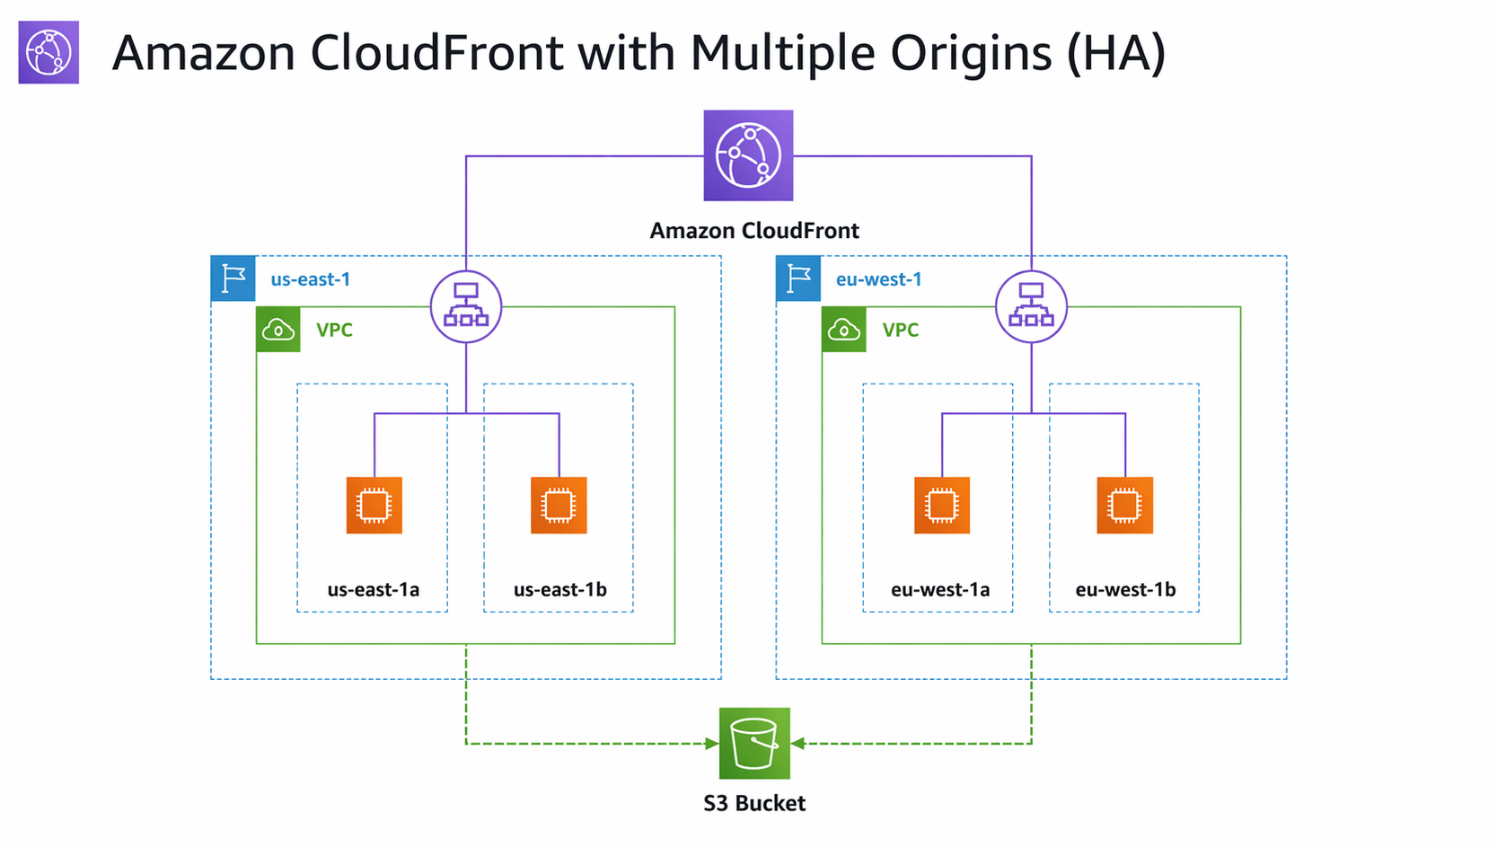 Amazon CloudFront with Multiple Origins (HA)
Amazon CloudFront
us-east-1
VPC
us-east-1a
us-east-1b
eu-west-1
VPC
eu-west-1a
eu-west-1b
S3 Bucket